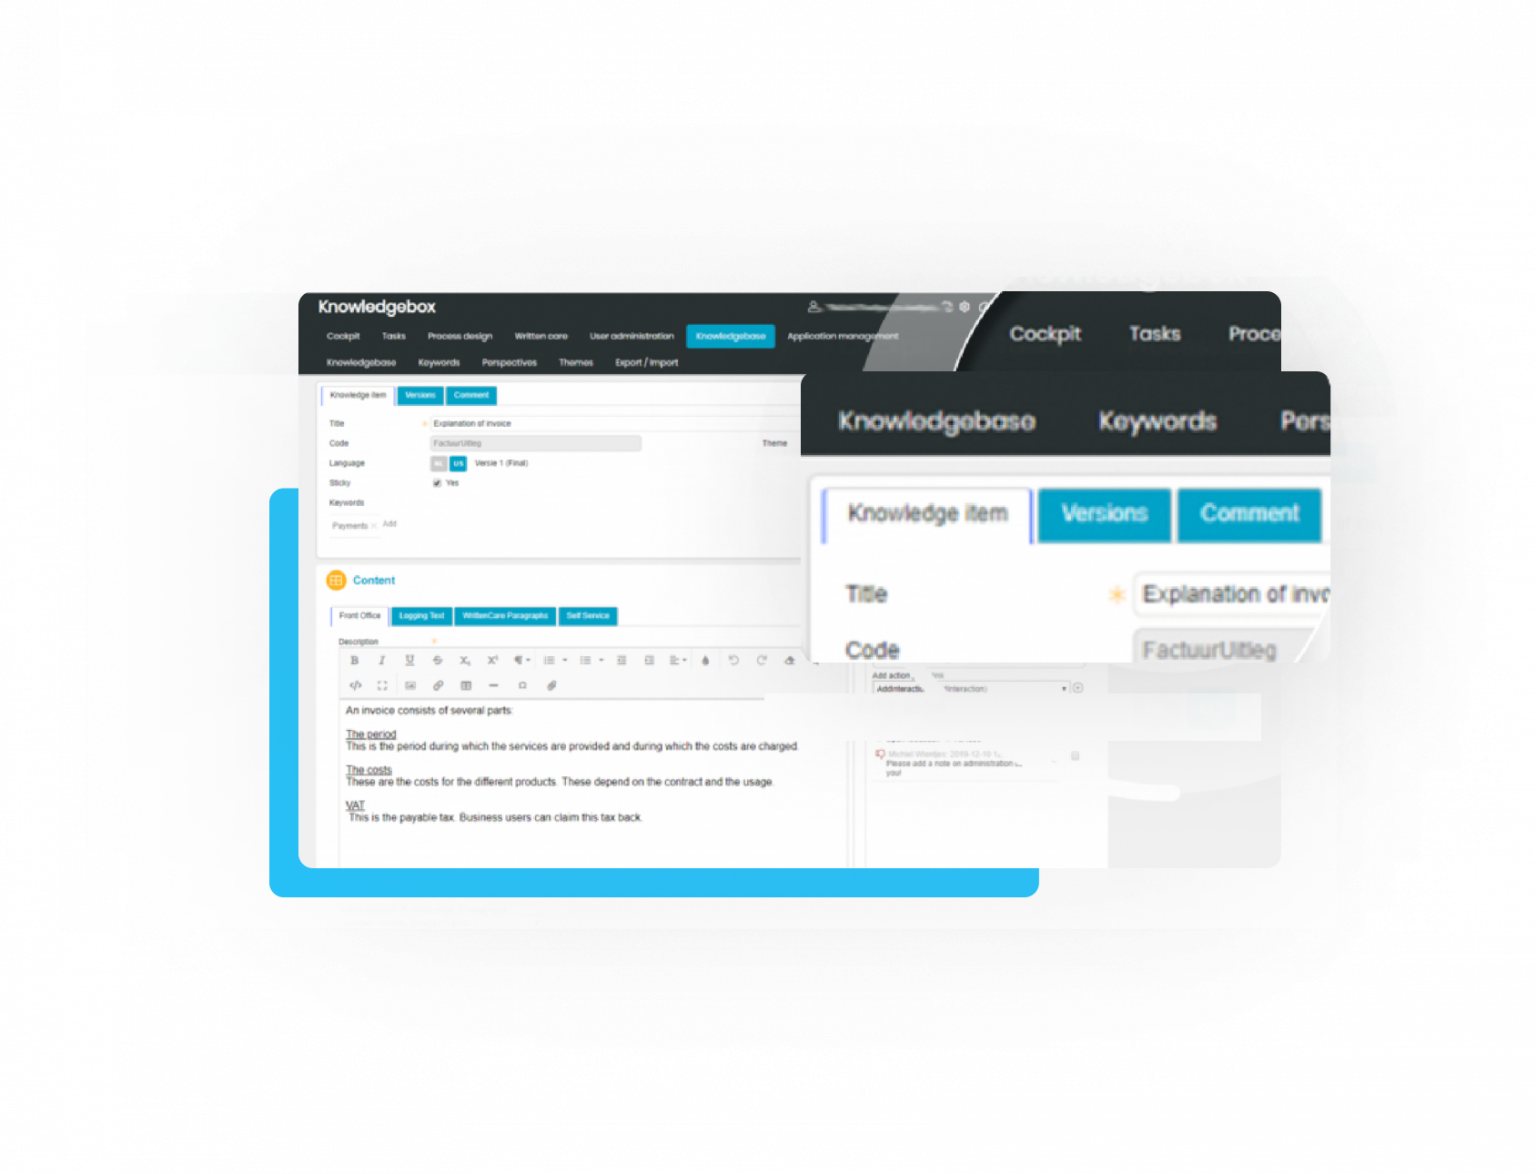 Knowledgebox
Cockpit Tasks Process design Written care User administration Knowledgebase Application management
Knowledgebase Keywords Perspectives Themes Export / Import
Knowledge item Versions Comment
Title * Explanation of invoice
Code FactuurUitleg Theme
Language NL US Versie 1 (Final)
Sticky Yes
Keywords
Payments × Add
Content
Front Office Logging Text WrittenCare Paragraphs Self Service
Description *
An invoice consists of several parts:
The period
This is the period during which the services are provided and during which the costs are charged.
The costs
These are the costs for the different products. These depend on the contract and the usage.
VAT
This is the payable tax. Business users can claim this tax back.
Cockpit Tasks Proce
Knowledgebase Keywords Pers
Knowledge item Versions Comment
Title * Explanation of invo
Code FactuurUitleg
Add action
Addinteracti..
Please add a note on administration
you!